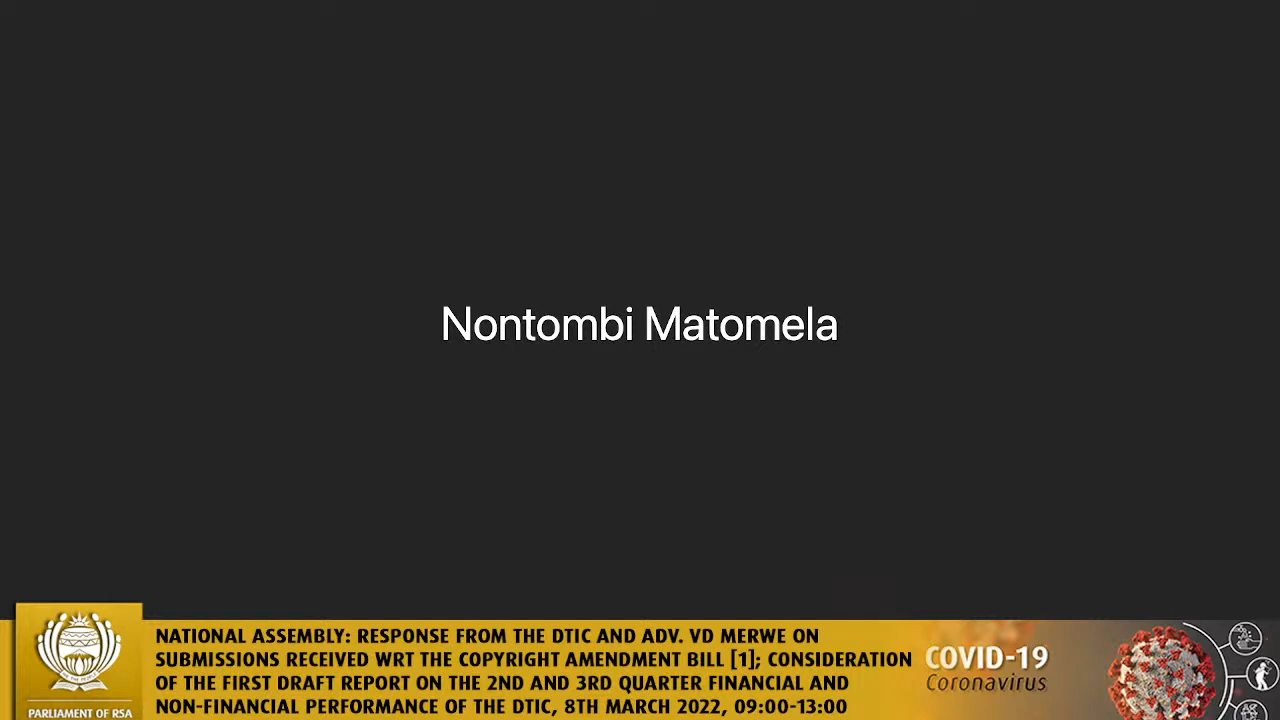 Nontombi Matomela
NATIONAL ASSEMBLY: RESPONSE FROM THE DTIC AND ADV. VD MERWE ON
SUBMISSIONS RECEIVED WRT THE COPYRIGHT AMENDMENT BILL [1]; CONSIDERATION
OF THE FIRST DRAFT REPORT ON THE 2ND AND 3RD QUARTER FINANCIAL AND
NON-FINANCIAL PERFORMANCE OF THE DTIC, 8TH MARCH 2022, 09:00-13:00
PARLIAMENT OF RSA
COVID-19
Coronavirus